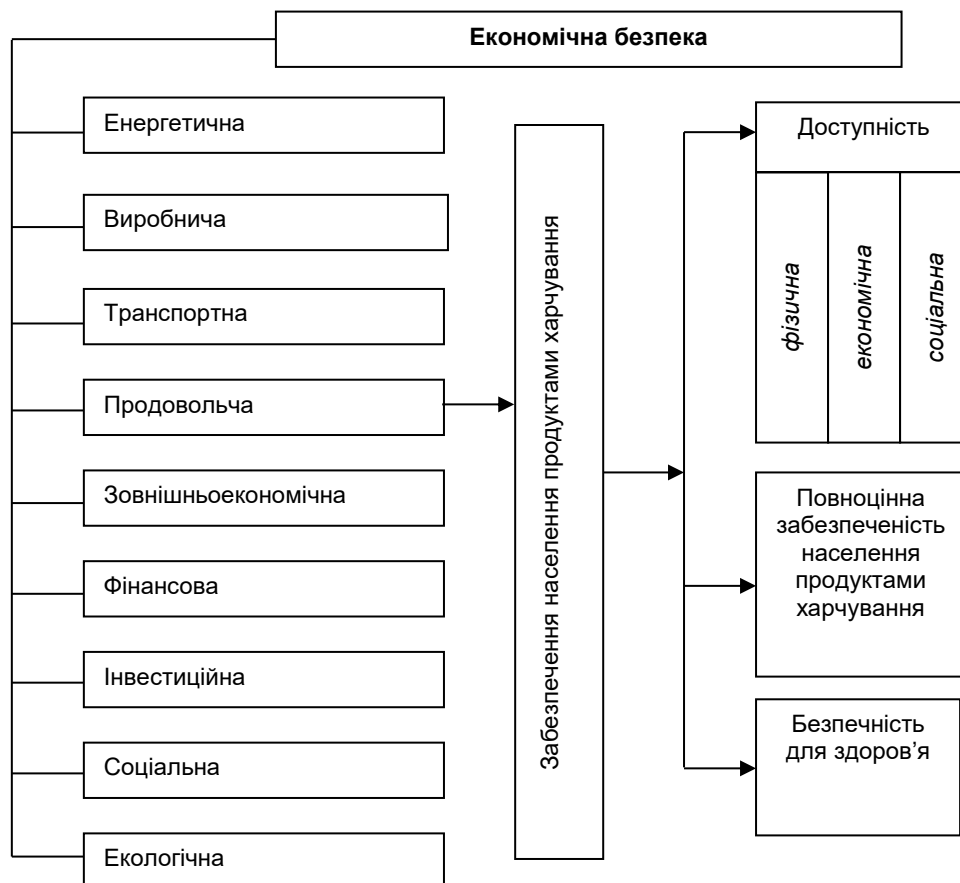 Економічна безпека
Енергетична
Виробнича
Транспортна
Продовольча
Зовнішньоекономічна
Фінансова
Інвестиційна
Соціальна
Екологічна
Забезпечення населення продуктами харчування
Доступність
фізична
економічна
соціальна
Повноцінна
забезпеченість
населення
продуктами
харчування
Безпечність
для здоров’я